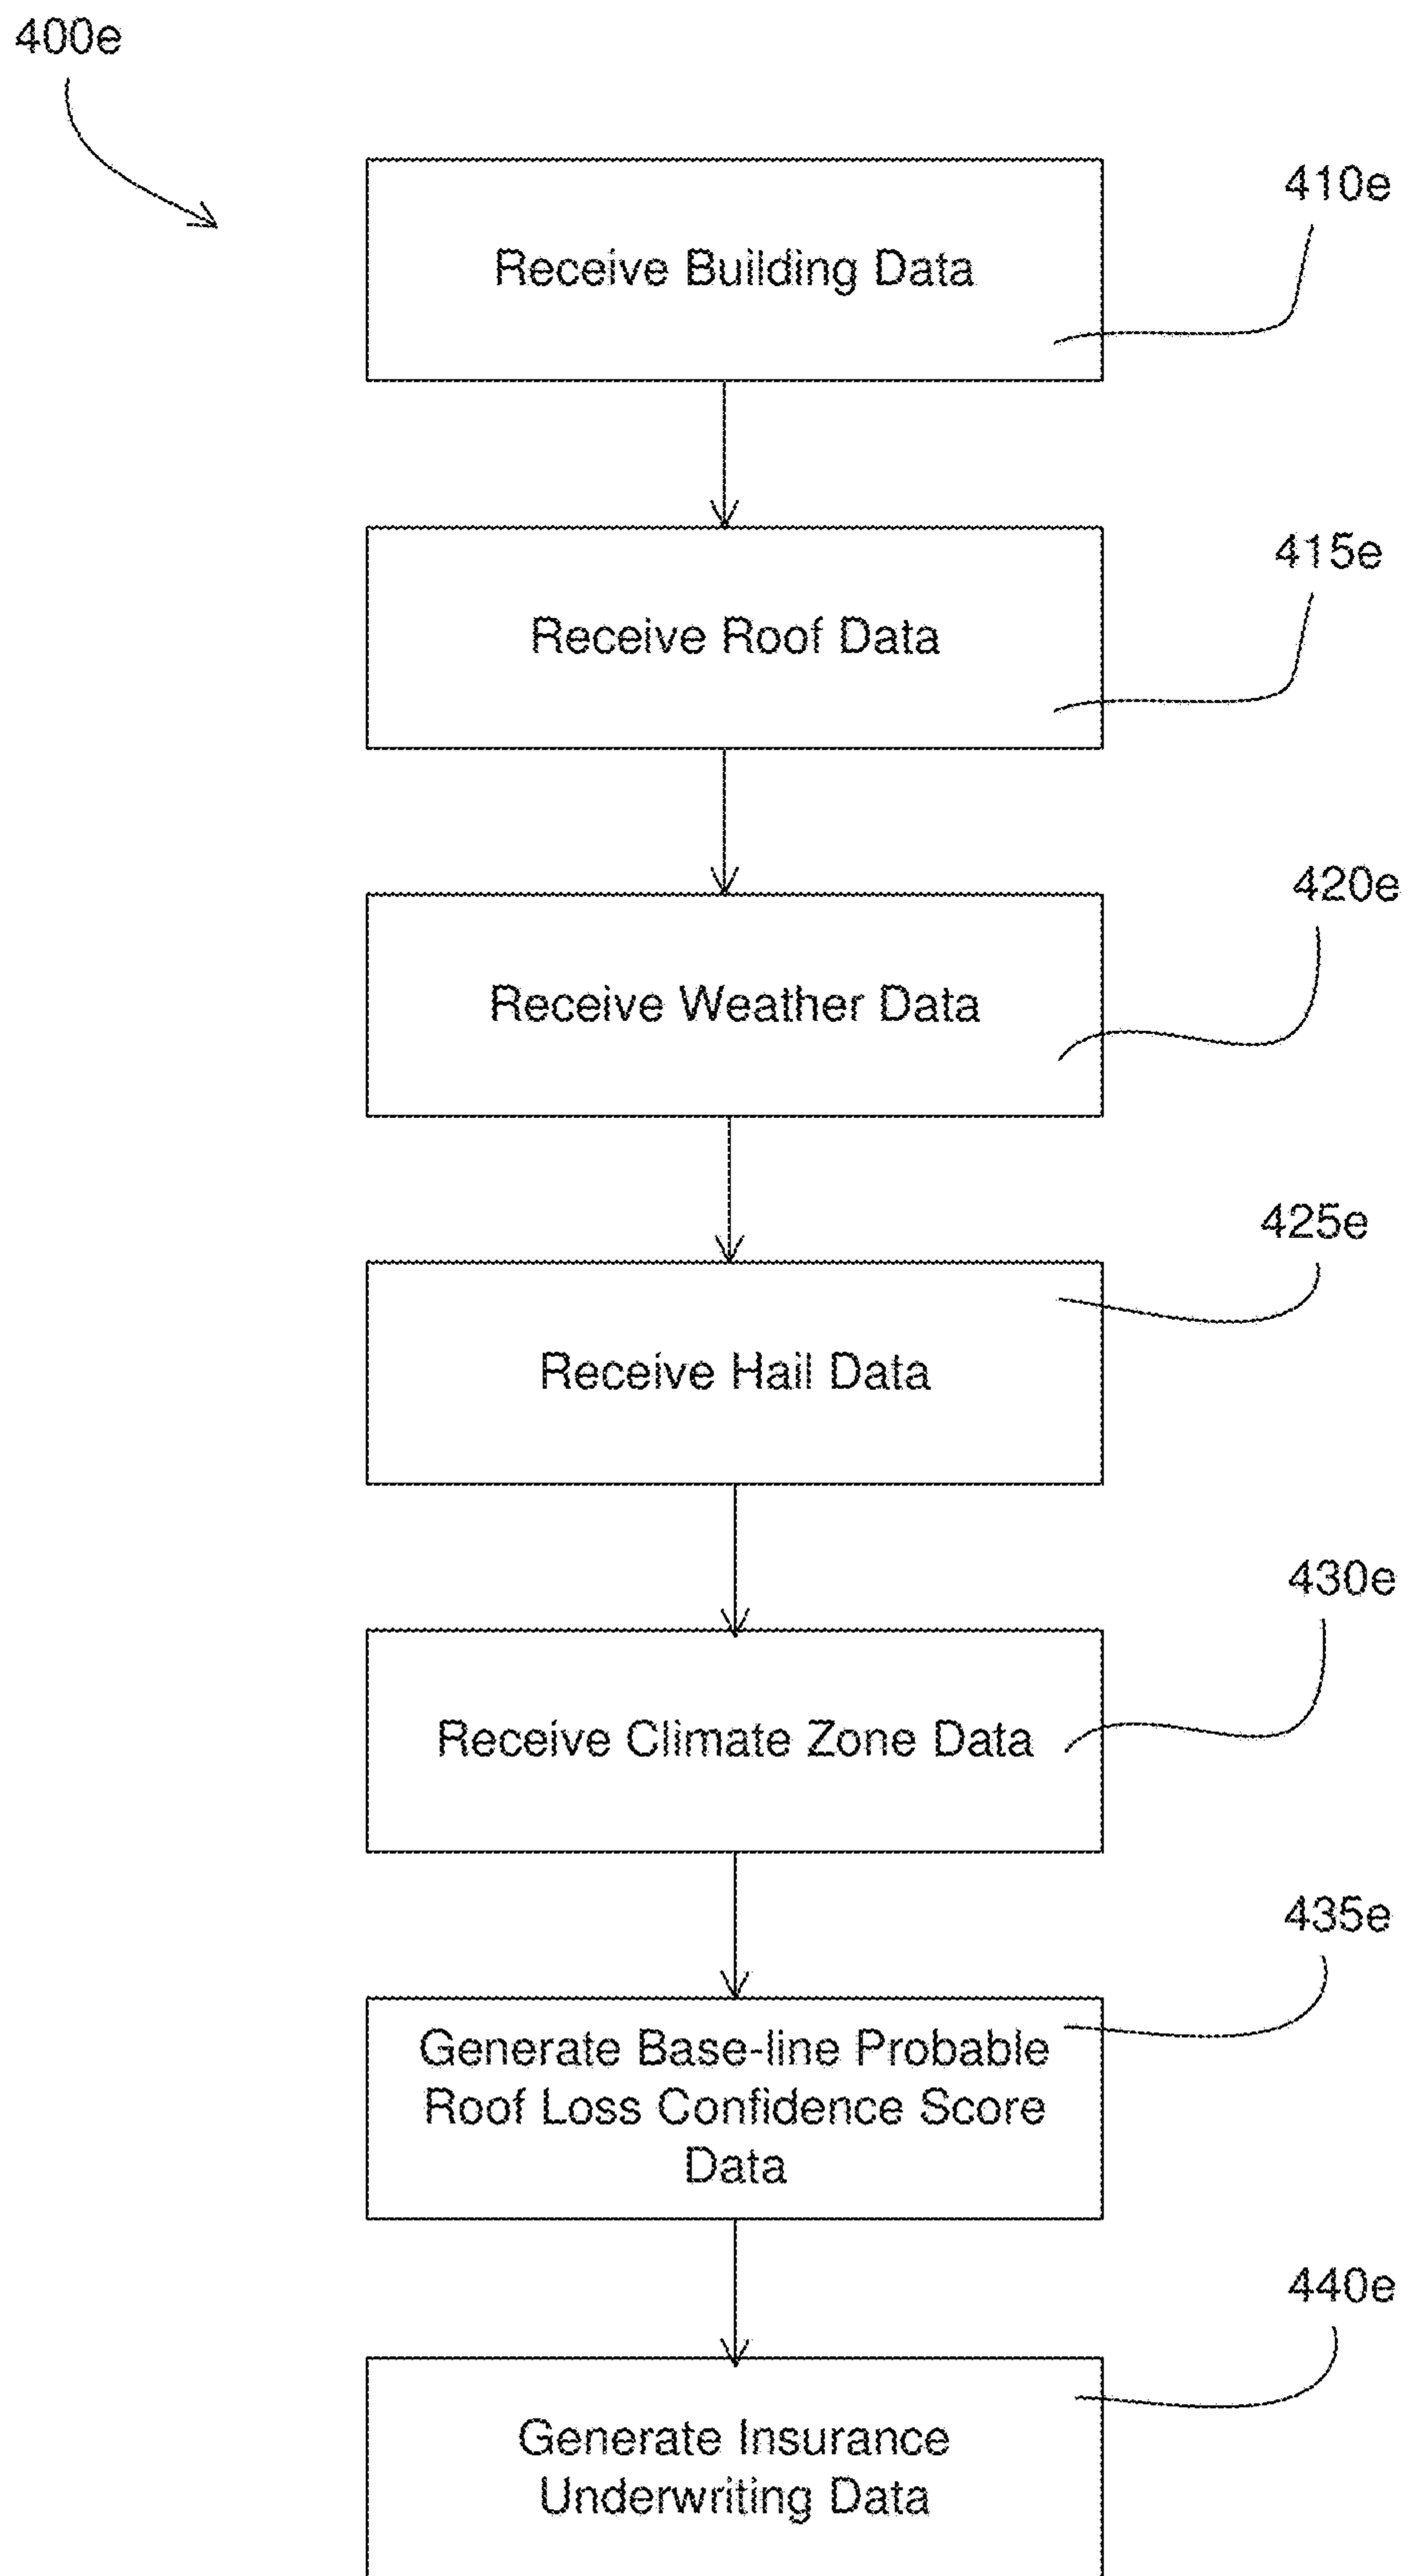 400e
410e
Receive Building Data
415e
Receive Roof Data
420e
Receive Weather Data
425e
Receive Hail Data
430e
Receive Climate Zone Data
435e
Generate Base-line Probable
Roof Loss Confidence Score
Data
440e
Generate Insurance
Underwriting Data